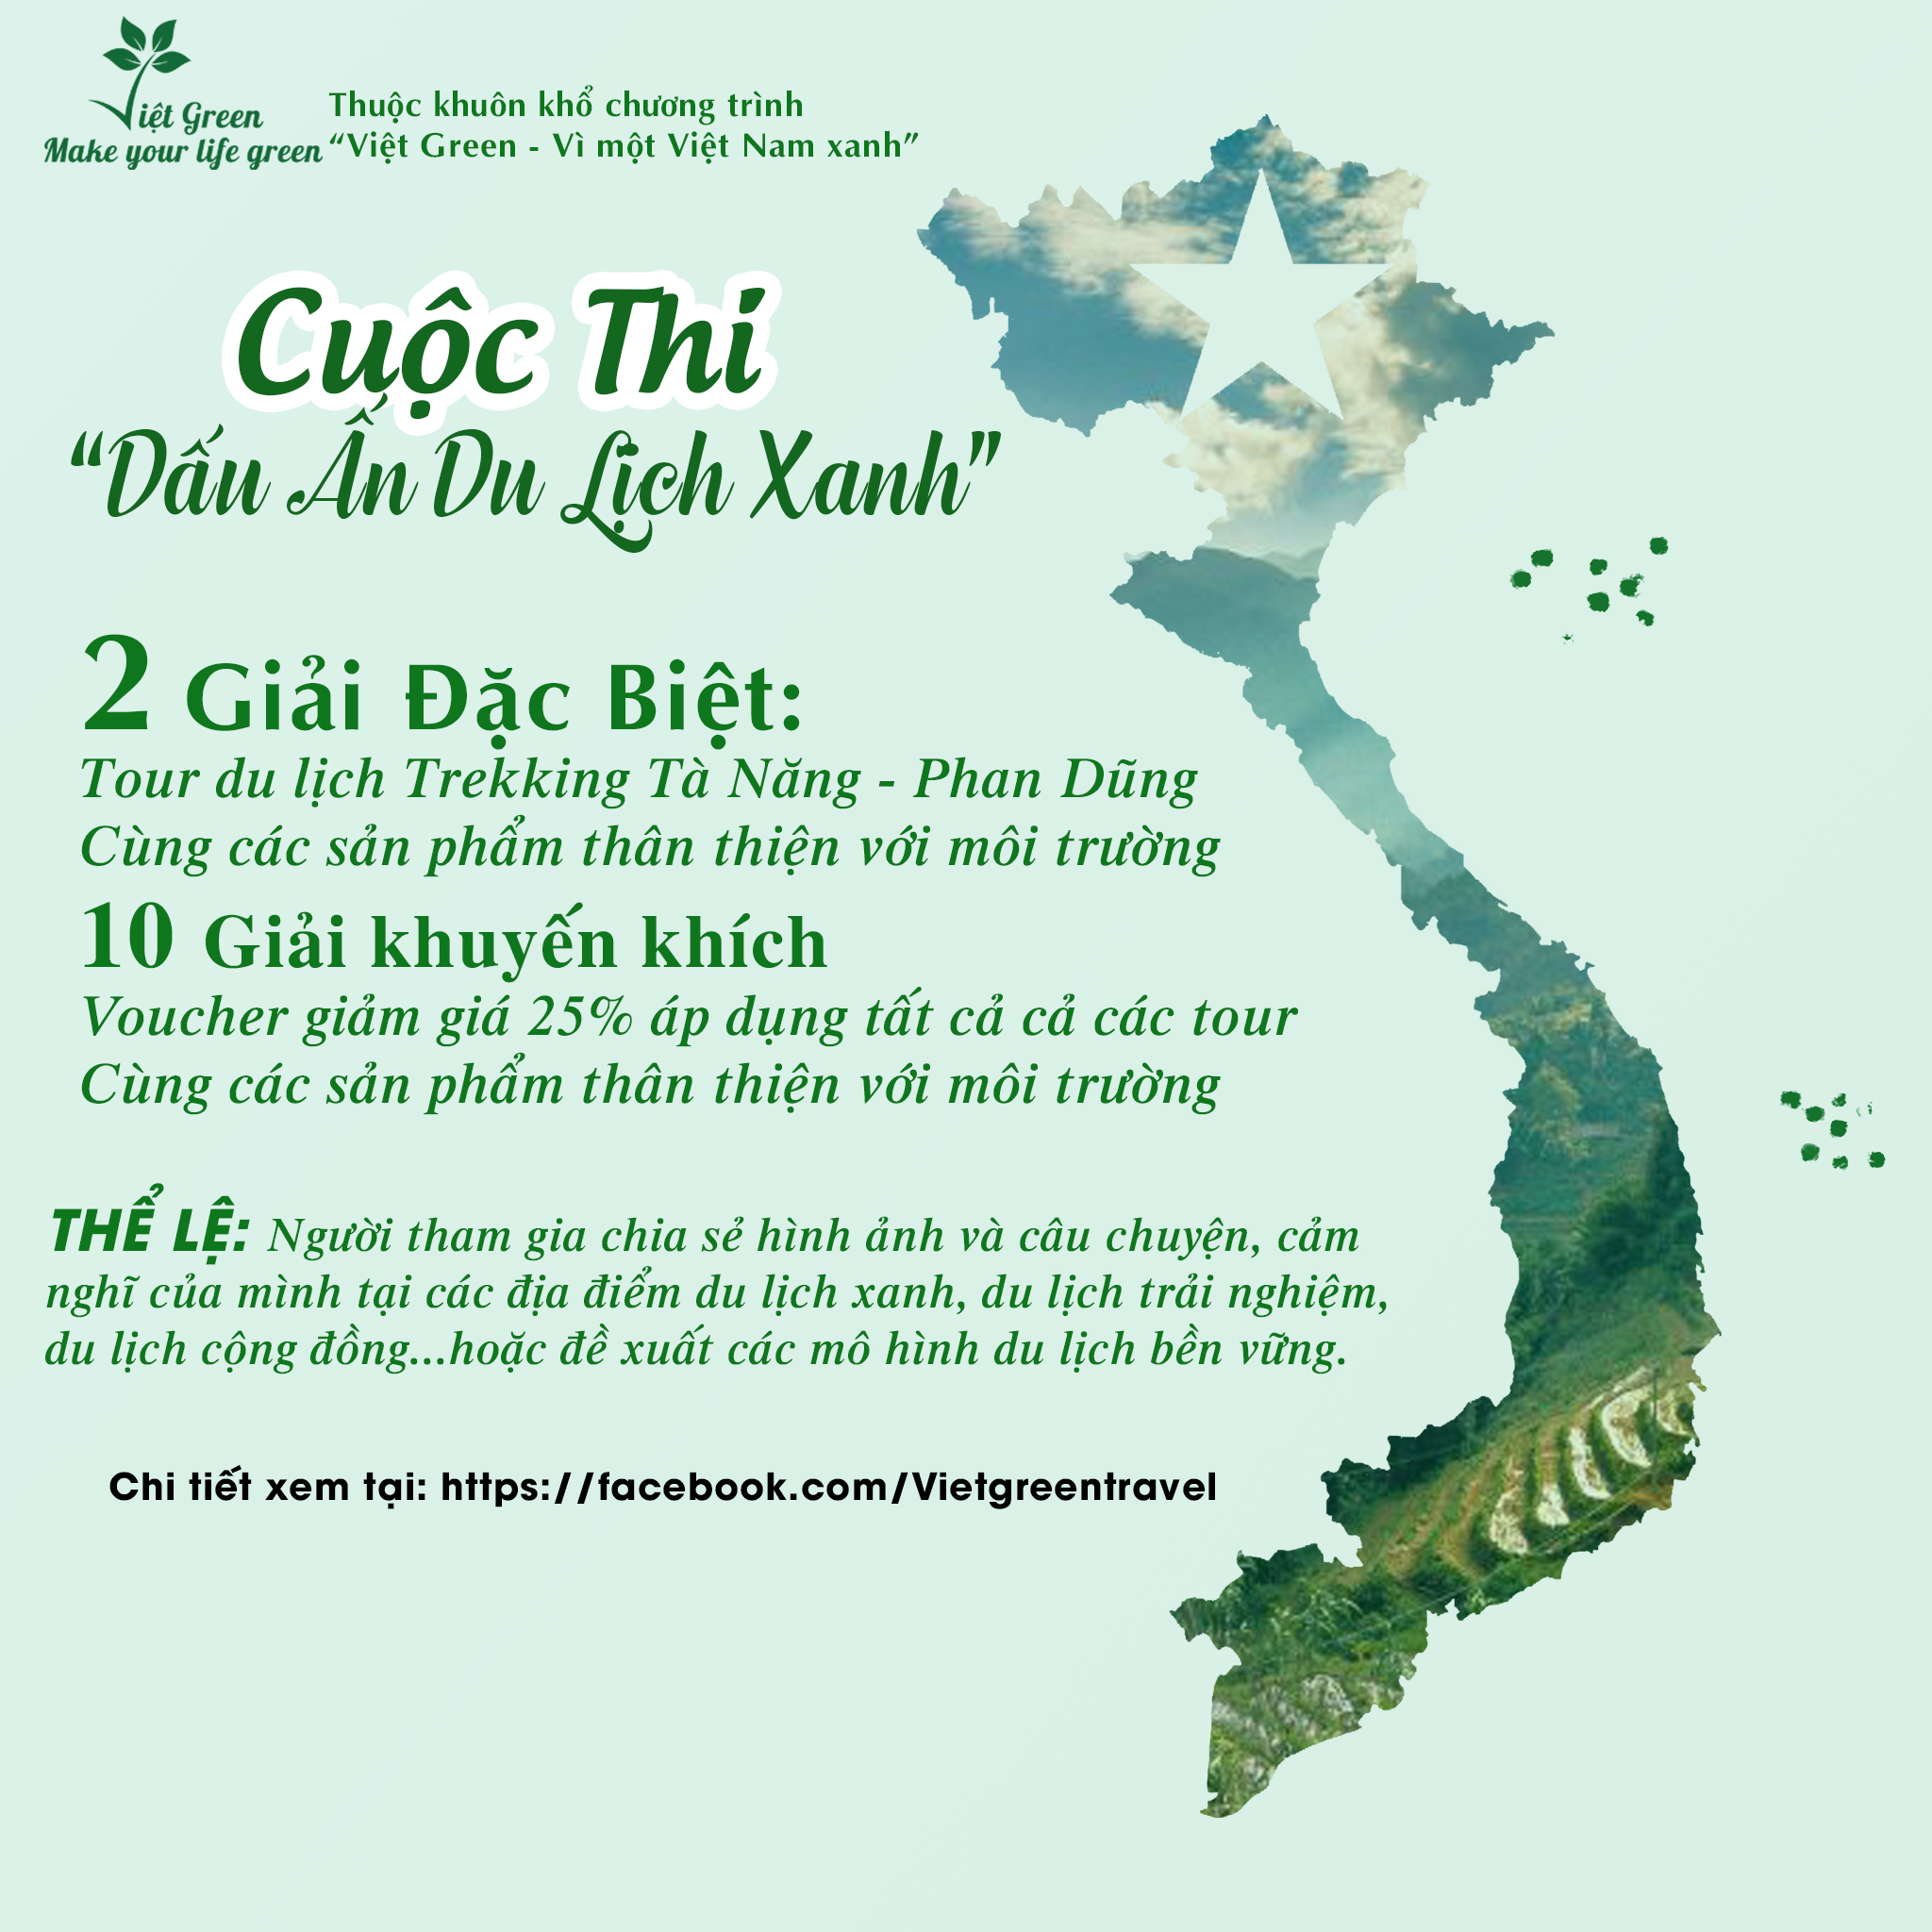 Việt Green
Make your life green
Thuộc khuôn khổ chương trình
“Việt Green - Vì một Việt Nam xanh”
Cuộc Thi
“Dấu Ấn Du Lịch Xanh”
2 Giải Đặc Biệt:
Tour du lịch Trekking Tà Năng - Phan Dũng
Cùng các sản phẩm thân thiện với môi trường
10 Giải khuyến khích
Voucher giảm giá 25% áp dụng tất cả cả các tour
Cùng các sản phẩm thân thiện với môi trường
THỂ LỆ: Người tham gia chia sẻ hình ảnh và câu chuyện, cảm
nghĩ của mình tại các địa điểm du lịch xanh, du lịch trải nghiệm,
du lịch cộng đồng...hoặc đề xuất các mô hình du lịch bền vững.
Chi tiết xem tại: https://facebook.com/Vietgreentravel